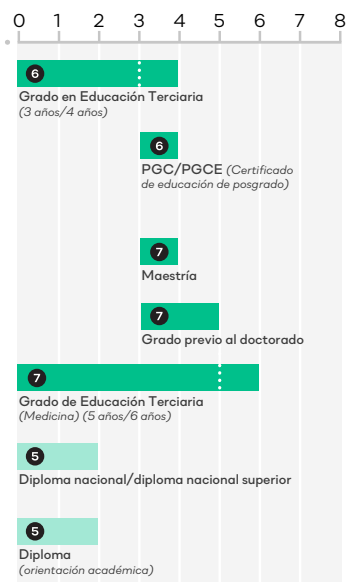 0 1 2 3 4 5 6 7 8
6
Grado en Educación Terciaria
(3 años/4 años)
6
PGC/PGCE (Certificado
de educación de posgrado)
7
Maestría
7
Grado previo al doctorado
7
Grado de Educación Terciaria
(Medicina) (5 años/6 años)
5
Diploma nacional/diploma nacional superior
5
Diploma
(orientación académica)